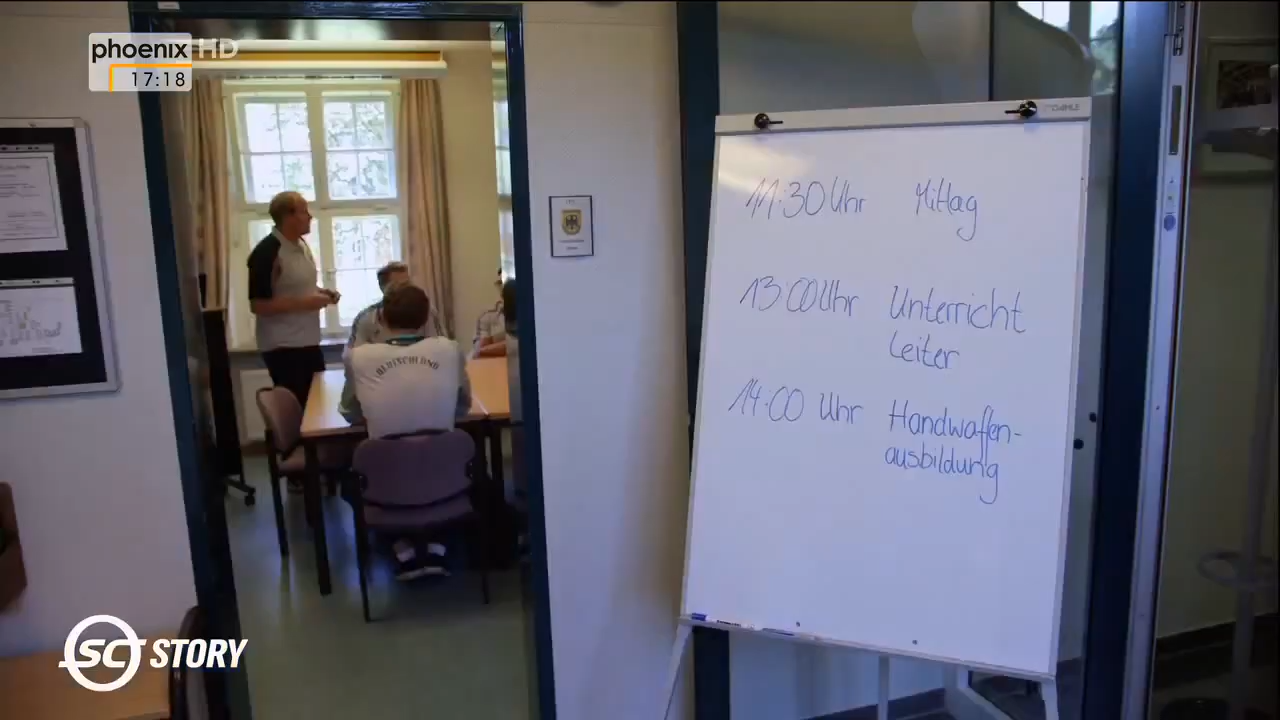 phoenix HD
17:18
DAHLE
11:30 Uhr Mittag
13:00 Uhr Unterricht
Leiter
14:00 Uhr Handwaffen-
ausbildung
DEUTSCHLAND
SC STORY